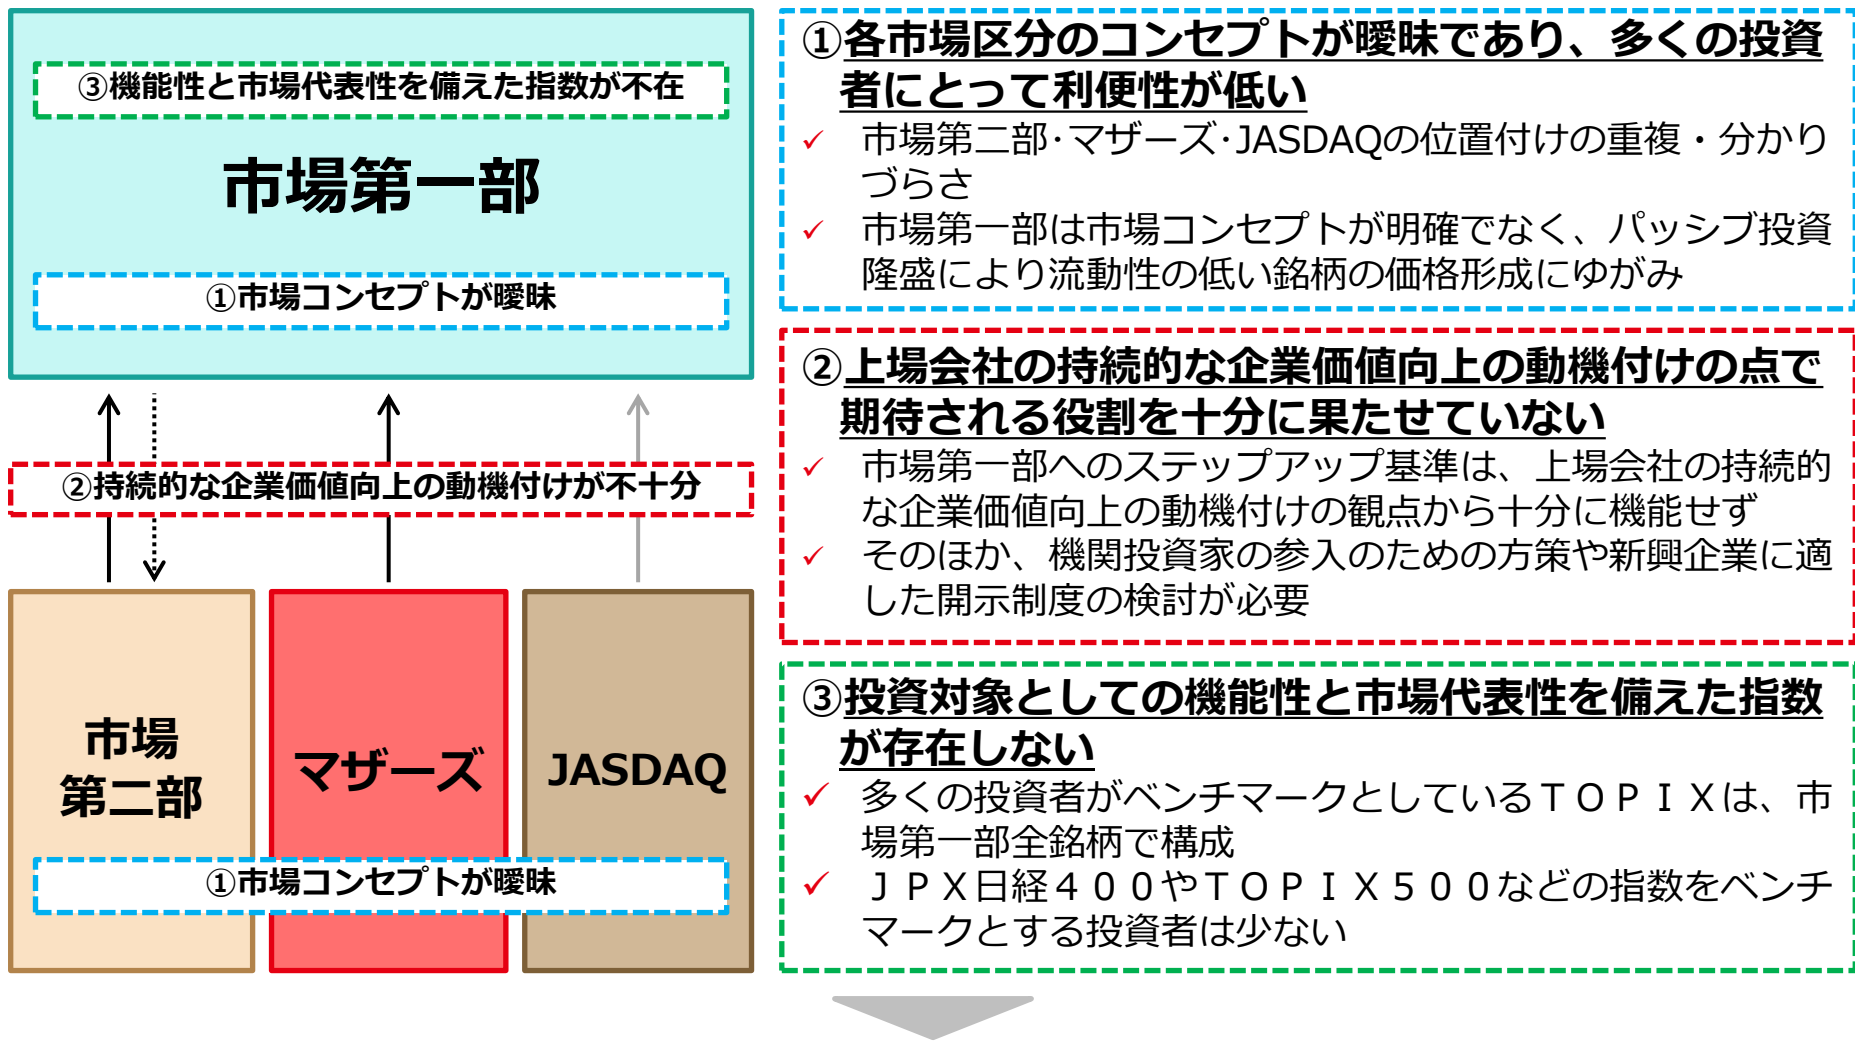 ③機能性と市場代表性を備えた指数が不在
市場第一部
①市場コンセプトが曖昧
②持続的な企業価値向上の動機付けが不十分
市場
第二部
マザーズ
JASDAQ
①市場コンセプトが曖昧
①各市場区分のコンセプトが曖昧であり、多くの投資
者にとって利便性が低い
✓ 市場第二部･マザーズ･JASDAQの位置付けの重複・分かり
づらさ
✓ 市場第一部は市場コンセプトが明確でなく、パッシブ投資
隆盛により流動性の低い銘柄の価格形成にゆがみ
②上場会社の持続的な企業価値向上の動機付けの点で
期待される役割を十分に果たせていない
✓ 市場第一部へのステップアップ基準は、上場会社の持続的
な企業価値向上の動機付けの観点から十分に機能せず
✓ そのほか、機関投資家の参入のための方策や新興企業に適
した開示制度の検討が必要
③投資対象としての機能性と市場代表性を備えた指数
が存在しない
✓ 多くの投資者がベンチマークとしているＴＯＰＩＸは、市
場第一部全銘柄で構成
✓ ＪＰＸ日経４００やＴＯＰＩＸ５００などの指数をベンチ
マークとする投資者は少ない